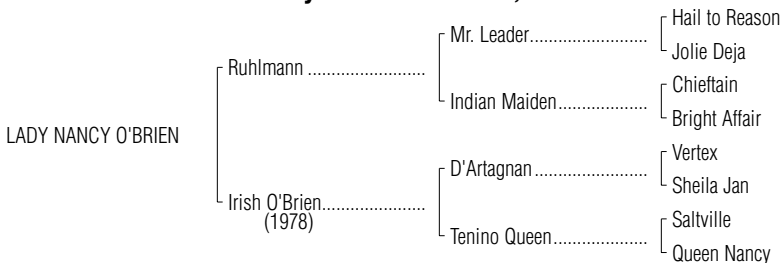 Hail to Reason
Mr. Leader..........................
Jolie Deja
Ruhlmann ..........................
Chieftain
Indian Maiden....................
Bright Affair
LADY NANCY O'BRIEN
Vertex
D'Artagnan .........................
Sheila Jan
Irish O'Brien.......................
(1978)
Saltville
Tenino Queen.....................
Queen Nancy